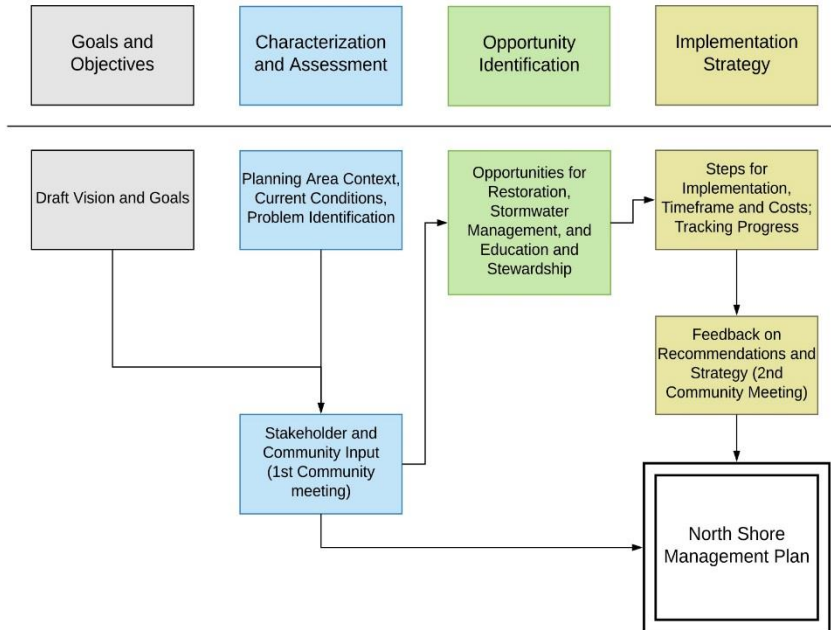 Goals and
Objectives
Characterization
and Assessment
Opportunity
Identification
Implementation
Strategy
Draft Vision and Goals
Planning Area Context,
Current Conditions,
Problem Identification
Opportunities for
Restoration,
Stormwater
Management, and
Education and
Stewardship
Steps for
Implementation,
Timeframe and Costs;
Tracking Progress
Feedback on
Recommendations and
Strategy (2nd
Community Meeting)
Stakeholder and
Community Input
(1st Community
meeting)
North Shore
Management Plan